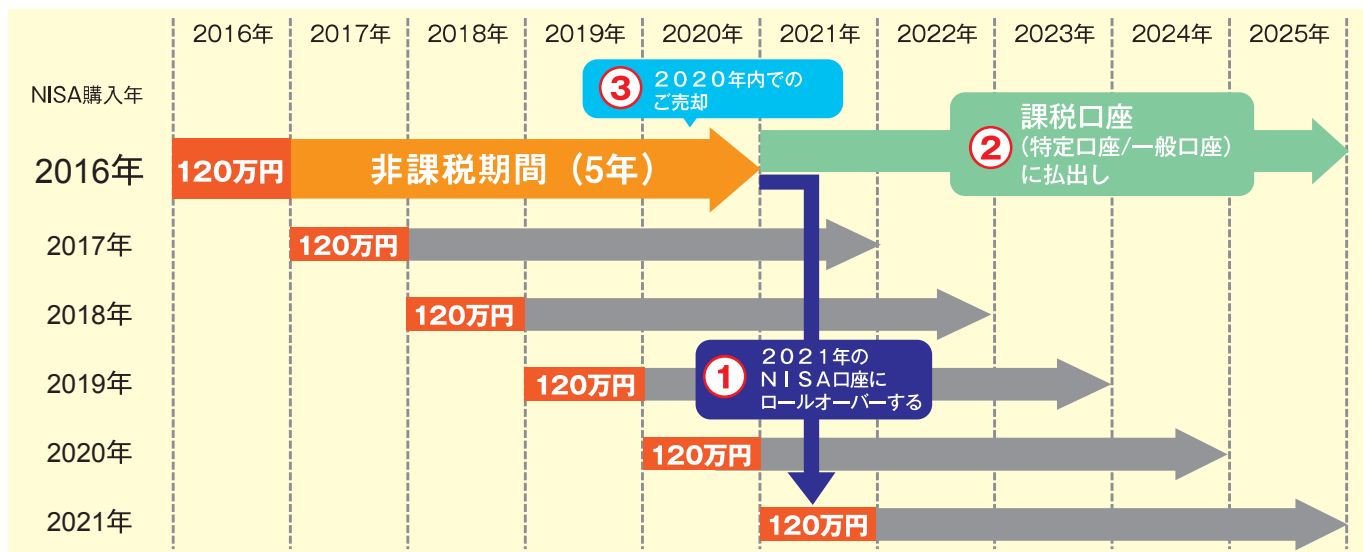 2016年 2017年 2018年 2019年 2020年 2021年 2022年 2023年 2024年 2025年
NISA購入年
③ 2020年内での
ご売却
2016年 120万円 非課税期間（5年）
② 課税口座
（特定口座/一般口座）
に払出し
2017年 120万円
2018年 120万円
① 2021年の
NISA口座に
ロールオーバーする
2019年 120万円
2020年 120万円
2021年 120万円